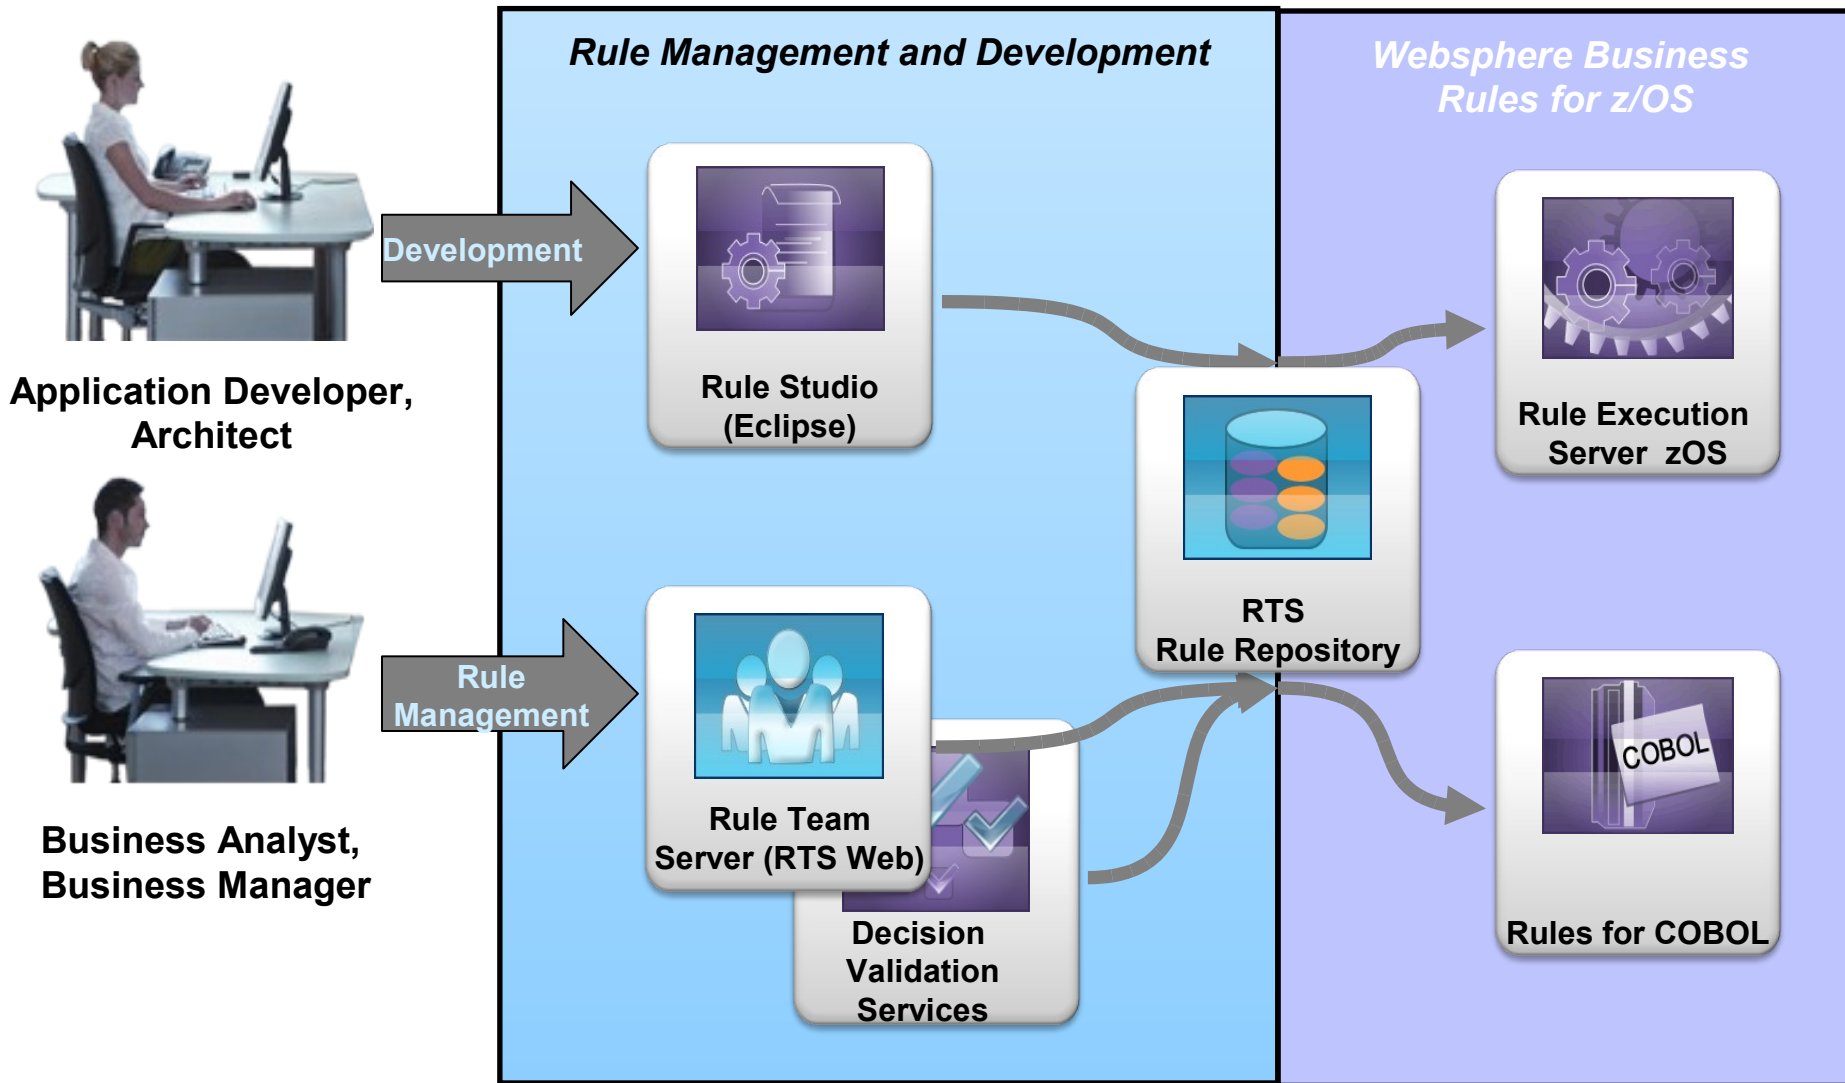 Rule Management and Development
Websphere Business
Rules for z/OS
Development
Rule Studio
(Eclipse)
Application Developer,
Architect
Rule Execution
Server zOS
RTS
Rule Repository
Rule
Management
Rule Team
Server (RTS Web)
Business Analyst,
Business Manager
COBOL
Rules for COBOL
Decision
Validation
Services